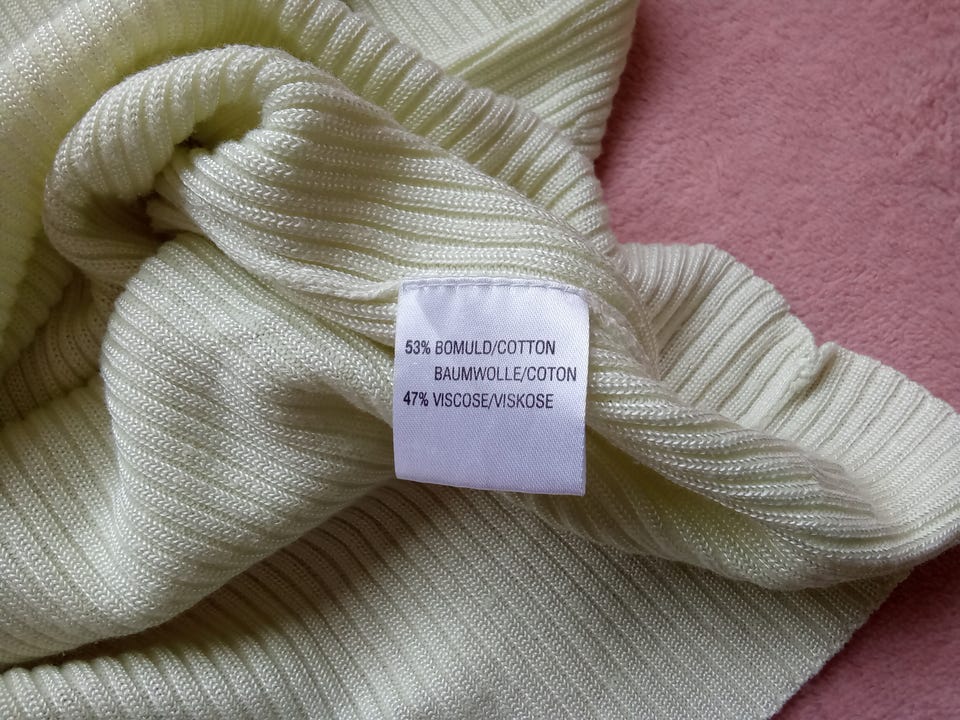 53% BOMULD/COTTON
BAUMWOLLE/COTON
47% VISCOSE/VISKOSE